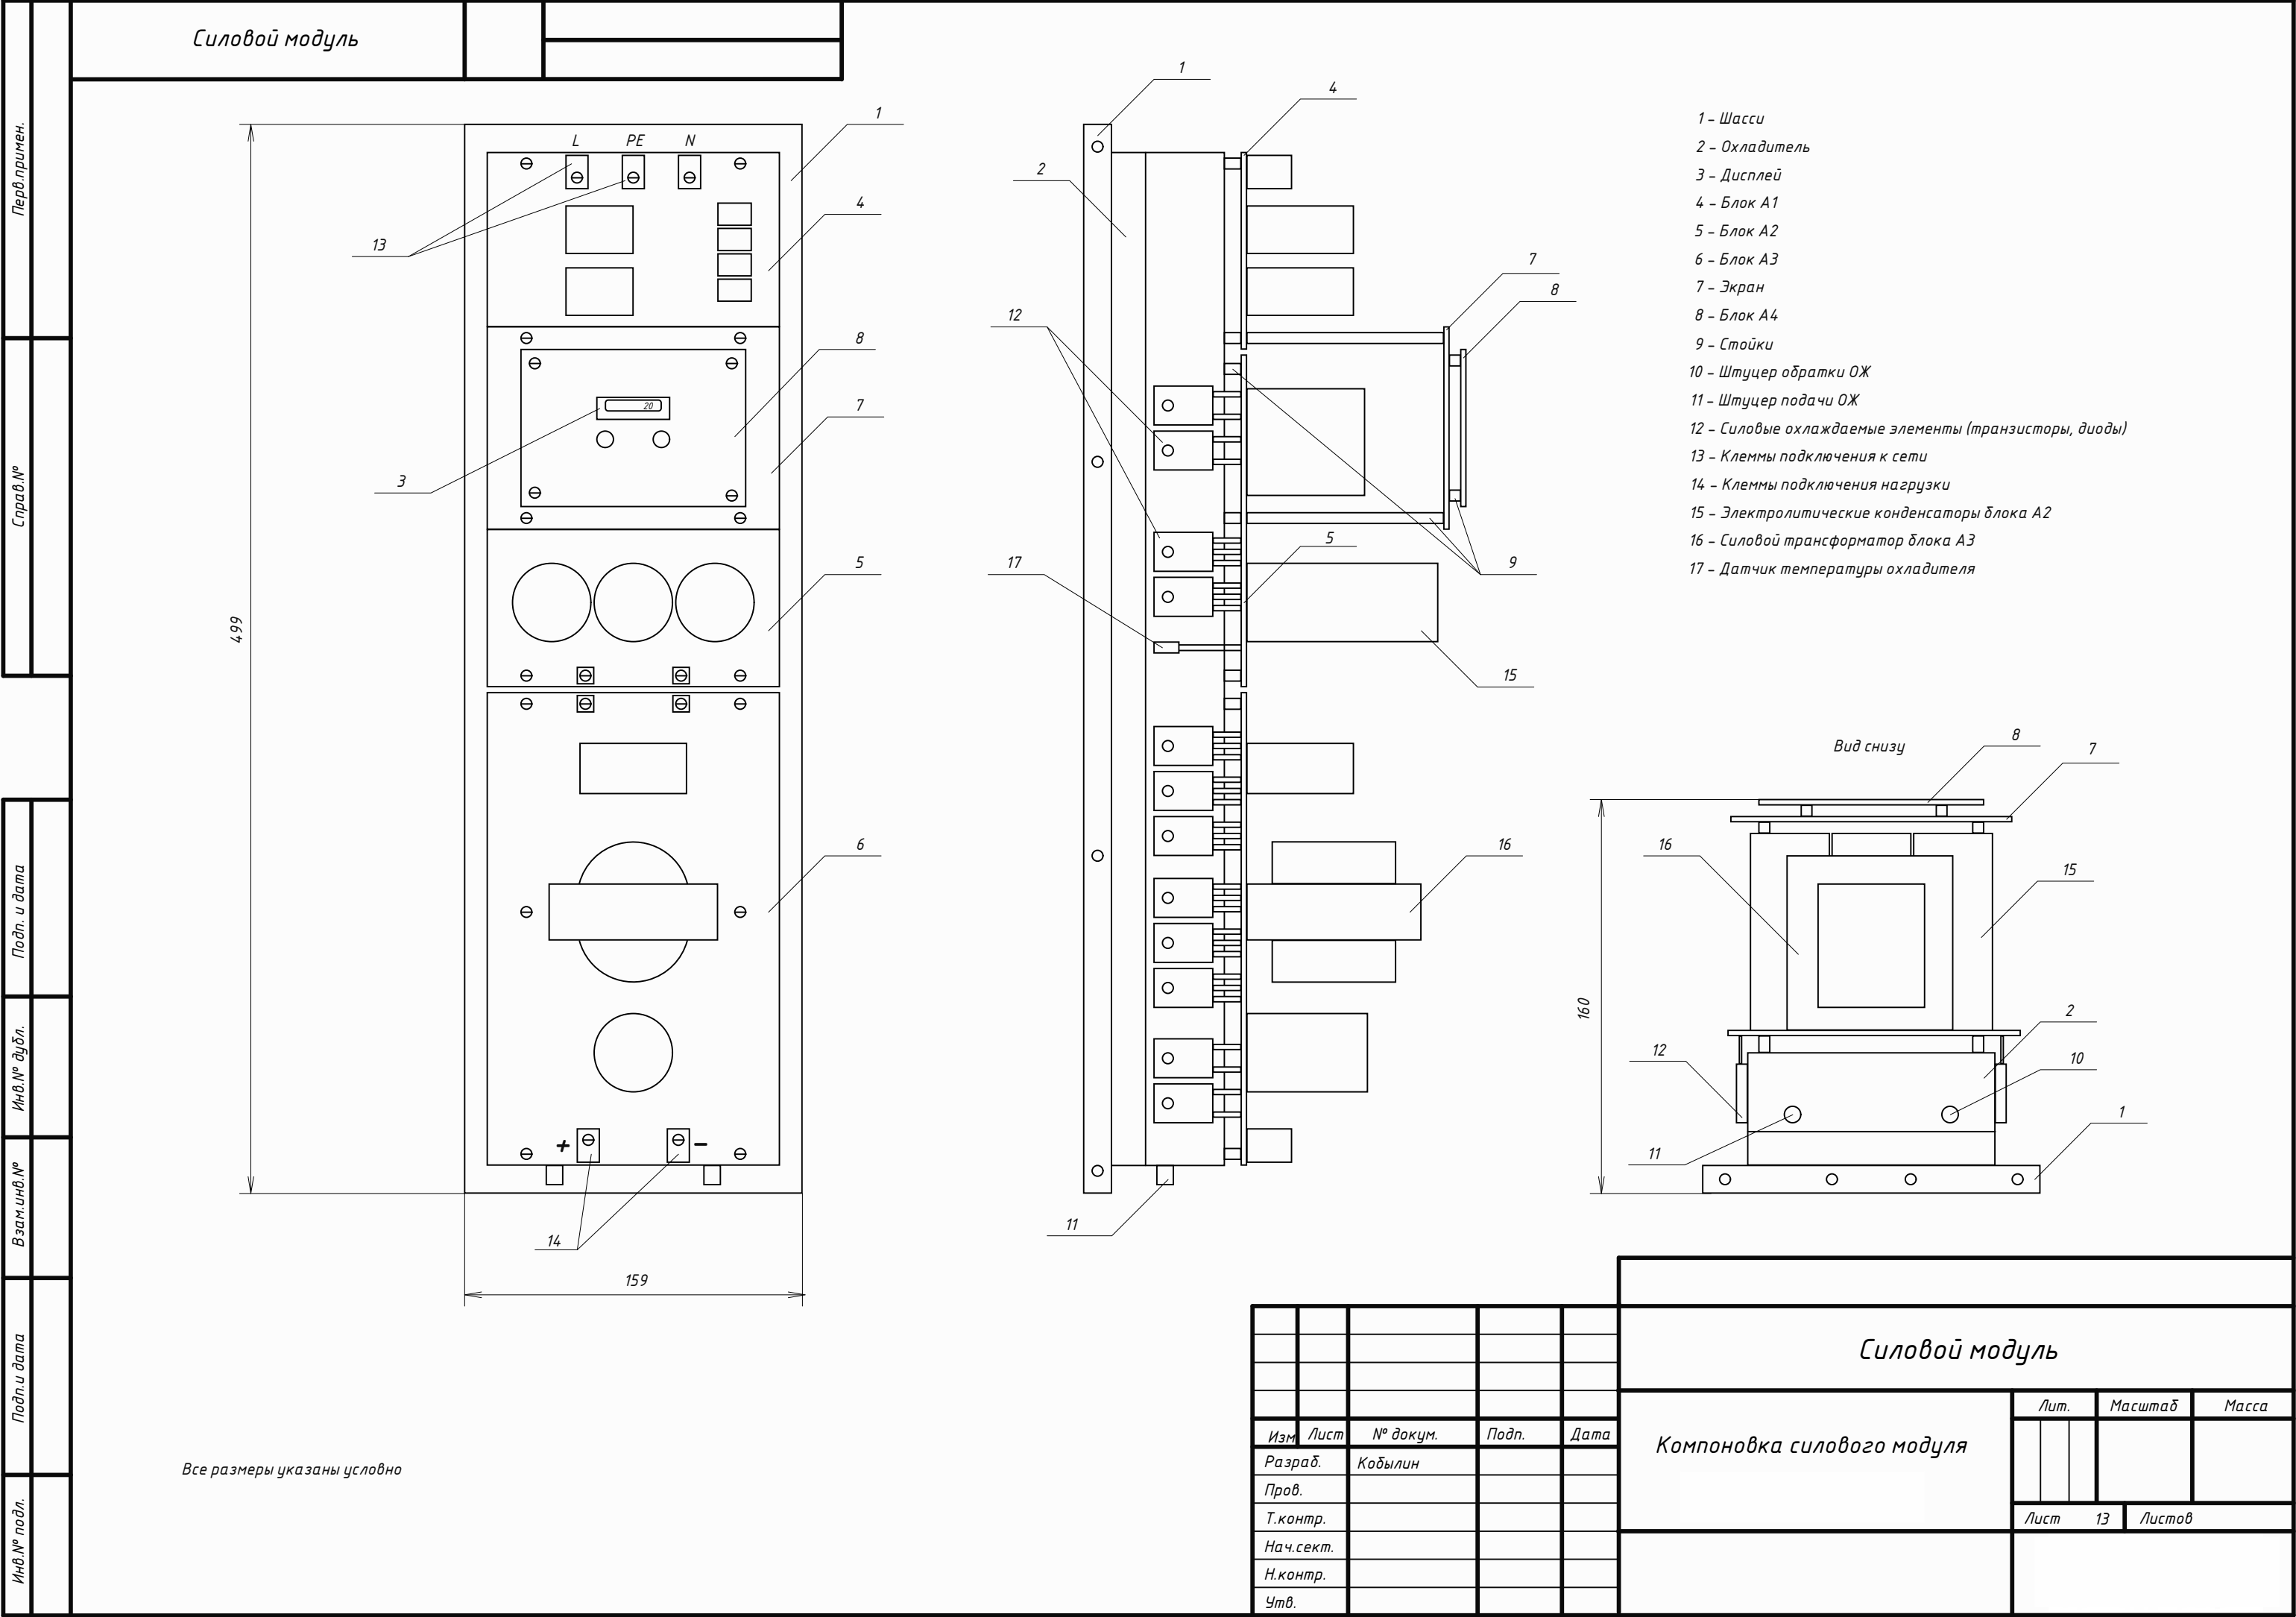 Силовой модуль
Перв.примен.
Справ.№
Подп. и дата
Инв.№ дубл.
Взам.инв.№
Подп.и дата
Инв.№ подл.
L PE N
1
13
4
8
20
7
3
5
499
6
+ −
14
159
1
4
2
7
8
12
5
9
17
15
16
11
1 – Шасси
2 – Охладитель
3 – Дисплей
4 – Блок А1
5 – Блок А2
6 – Блок А3
7 – Экран
8 – Блок А4
9 – Стойки
10 – Штуцер обратки ОЖ
11 – Штуцер подачи ОЖ
12 – Силовые охлаждаемые элементы (транзисторы, диоды)
13 – Клеммы подключения к сети
14 – Клеммы подключения нагрузки
15 – Электролитические конденсаторы блока А2
16 – Силовой трансформатор блока А3
17 – Датчик температуры охладителя
Вид снизу
8
7
16
15
160
2
12
10
1
11
Все размеры указаны условно
Силовой модуль
Компоновка силового модуля
Лит. Масштаб Масса
Лист 13 Листов
Изм Лист № докум. Подп. Дата
Разраб. Кобылин
Пров.
Т.контр.
Нач.сект.
Н.контр.
Утв.